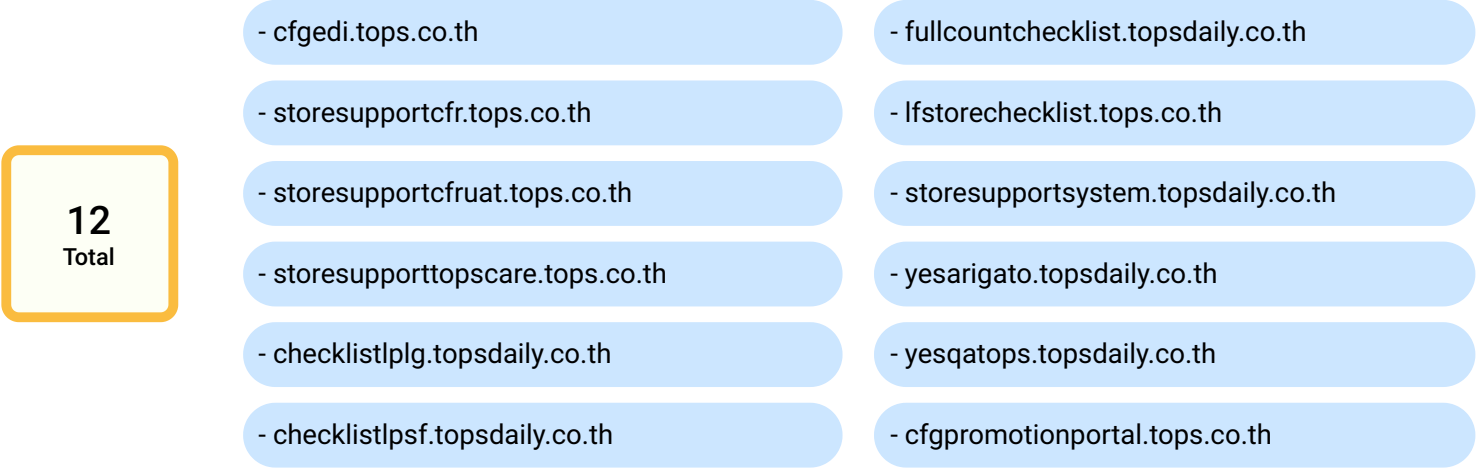 12
Total
- cfgedi.tops.co.th
- storesupportcfr.tops.co.th
- storesupportcfruat.tops.co.th
- storesupporttopscare.tops.co.th
- checklistlplg.topsdaily.co.th
- checklistlpsf.topsdaily.co.th
- fullcountchecklist.topsdaily.co.th
- lfstorechecklist.tops.co.th
- storesupportsystem.topsdaily.co.th
- yesarigato.topsdaily.co.th
- yesqatops.topsdaily.co.th
- cfgpromotionportal.tops.co.th